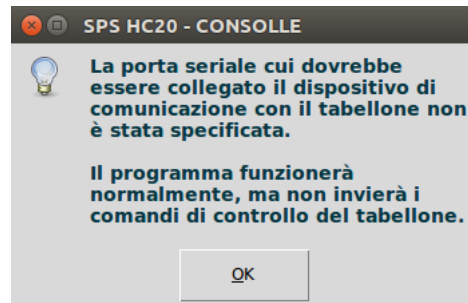 SPS HC20 - CONSOLLE
La porta seriale cui dovrebbe
essere collegato il dispositivo di
comunicazione con il tabellone non
è stata specificata.
Il programma funzionerà
normalmente, ma non invierà i
comandi di controllo del tabellone.
OK